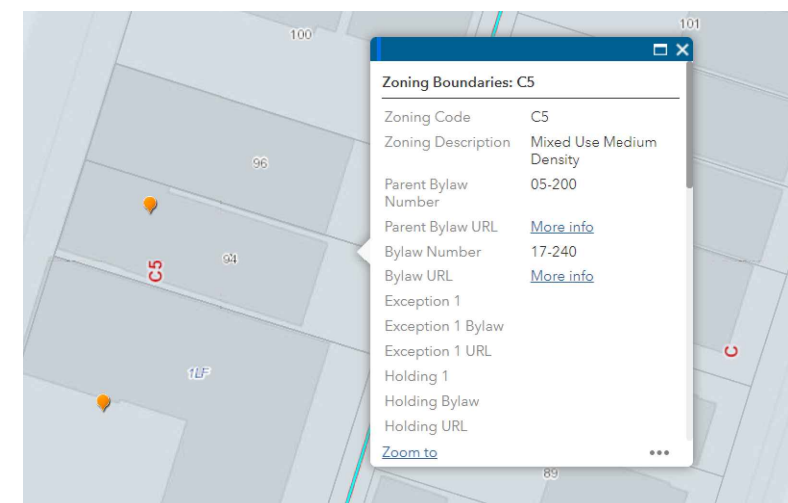 100
101
Zoning Boundaries: C5
Zoning Code C5
Zoning Description Mixed Use Medium
Density
Parent Bylaw 05-200
Number
Parent Bylaw URL More info
Bylaw Number 17-240
Bylaw URL More info
Exception 1
Exception 1 Bylaw
Exception 1 URL
Holding 1
Holding Bylaw
Holding URL
Zoom to
96
94
C5
1LF
C
89